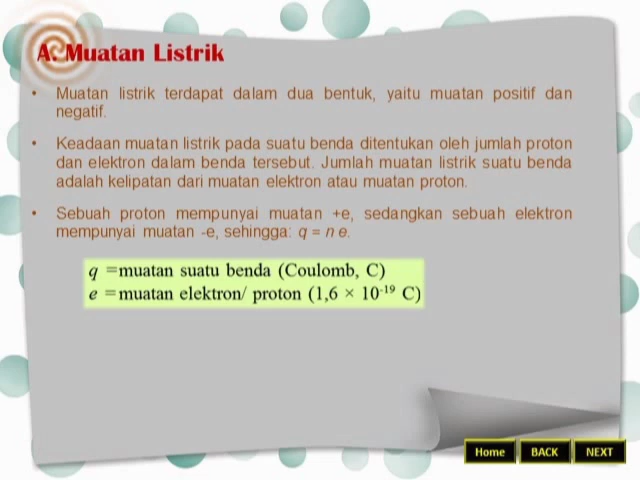 A. Muatan Listrik
• Muatan listrik terdapat dalam dua bentuk, yaitu muatan positif dan
negatif.
• Keadaan muatan listrik pada suatu benda ditentukan oleh jumlah proton
dan elektron dalam benda tersebut. Jumlah muatan listrik suatu benda
adalah kelipatan dari muatan elektron atau muatan proton.
• Sebuah proton mempunyai muatan +e, sedangkan sebuah elektron
mempunyai muatan -e, sehingga: q = n e.
q =muatan suatu benda (Coulomb, C)
e =muatan elektron/ proton (1,6 × 10⁻¹⁹ C)
Home BACK NEXT